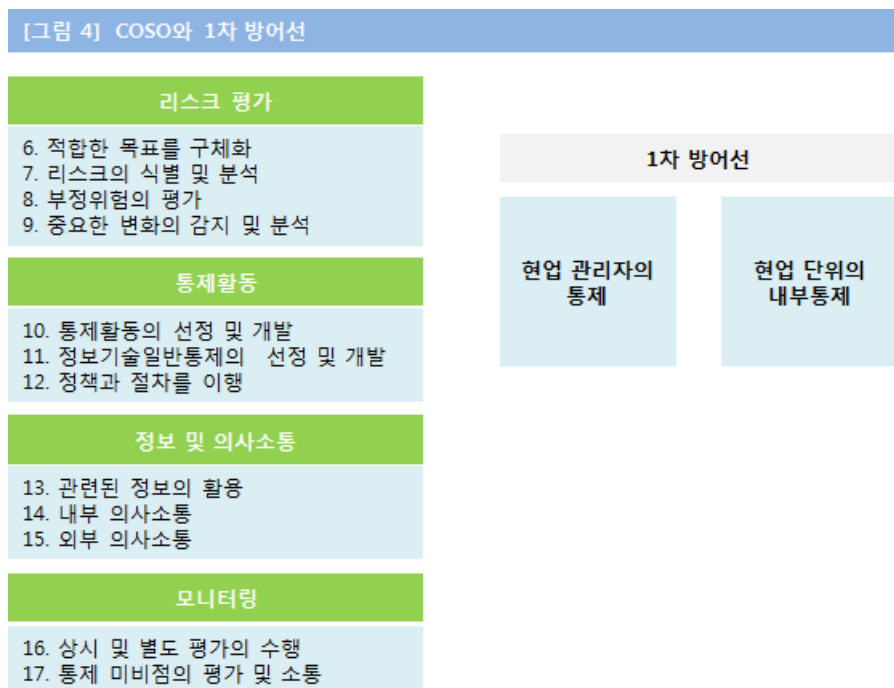 [그림 4] COSO와 1차 방어선
리스크 평가
6. 적합한 목표를 구체화
7. 리스크의 식별 및 분석
8. 부정위험의 평가
9. 중요한 변화의 감지 및 분석
통제활동
10. 통제활동의 선정 및 개발
11. 정보기술일반통제의 선정 및 개발
12. 정책과 절차를 이행
정보 및 의사소통
13. 관련된 정보의 활용
14. 내부 의사소통
15. 외부 의사소통
모니터링
16. 상시 및 별도 평가의 수행
17. 통제 미비점의 평가 및 소통
1차 방어선
현업 관리자의
통제
현업 단위의
내부통제